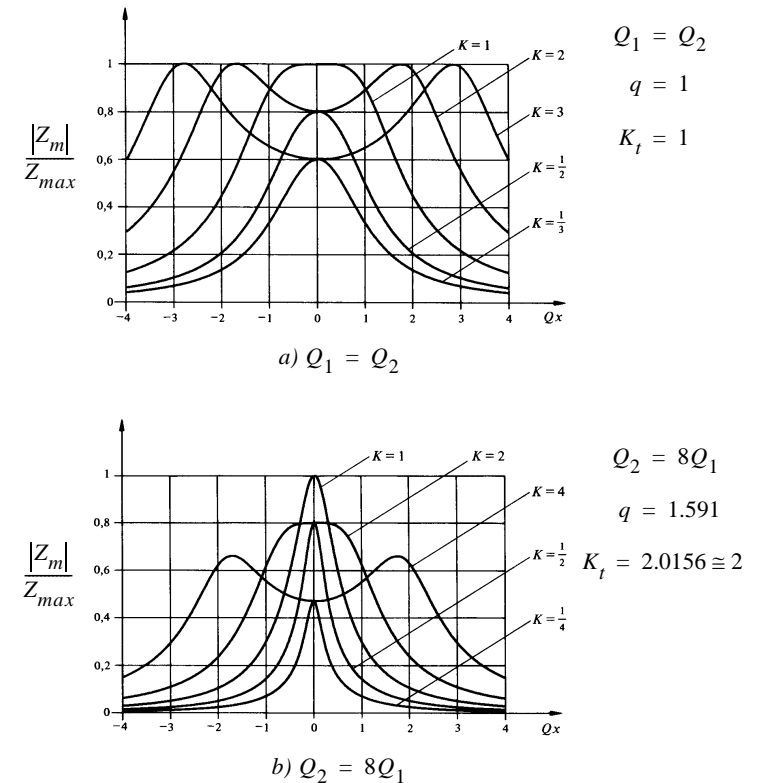 K = 1
Q1 = Q2
K = 2
q = 1
1
K = 3
0,8
Kt = 1
|Zm|
Zmax
0,6
K = 1/2
0,4
K = 1/3
0,2
0
−4 −3 −2 −1 0 1 2 3 4 Qx
a) Q1 = Q2
K = 1 K = 2
Q2 = 8Q1
1
K = 4
q = 1.591
0,8
|Zm|
Zmax
0,6
K = 1/2
Kt = 2.0156 ≅ 2
0,4
K = 1/4
0,2
0
−4 −3 −2 −1 0 1 2 3 4 Qx
b) Q2 = 8Q1